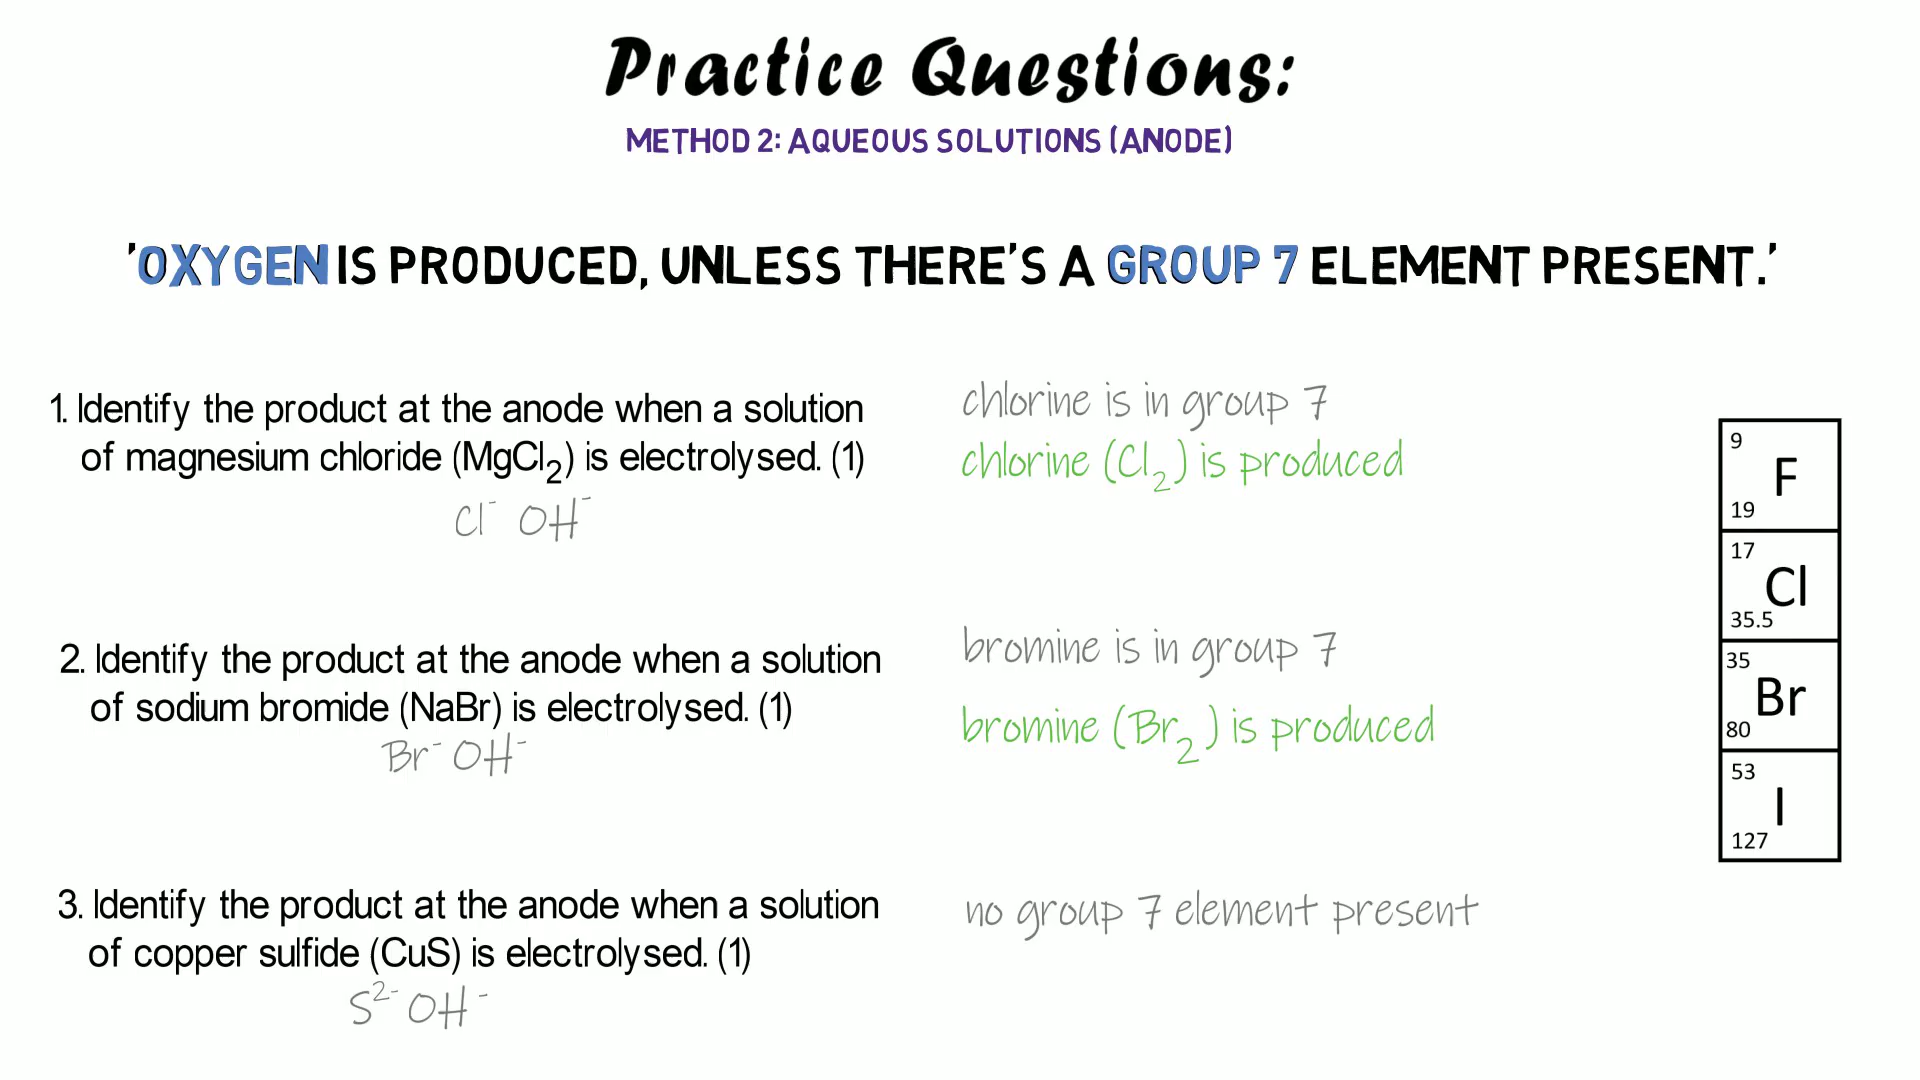 Practice Questions:
METHOD 2: AQUEOUS SOLUTIONS (ANODE)
'OXYGEN IS PRODUCED, UNLESS THERE'S A GROUP 7 ELEMENT PRESENT.'
1. Identify the product at the anode when a solution
of magnesium chloride (MgCl₂) is electrolysed. (1)
Cl⁻ OH⁻
chlorine is in group 7
chlorine (Cl₂) is produced
2. Identify the product at the anode when a solution
of sodium bromide (NaBr) is electrolysed. (1)
Br⁻ OH⁻
bromine is in group 7
bromine (Br₂) is produced
3. Identify the product at the anode when a solution
of copper sulfide (CuS) is electrolysed. (1)
S²⁻ OH⁻
no group 7 element present
9
F
19
17
Cl
35.5
35
Br
80
53
I
127